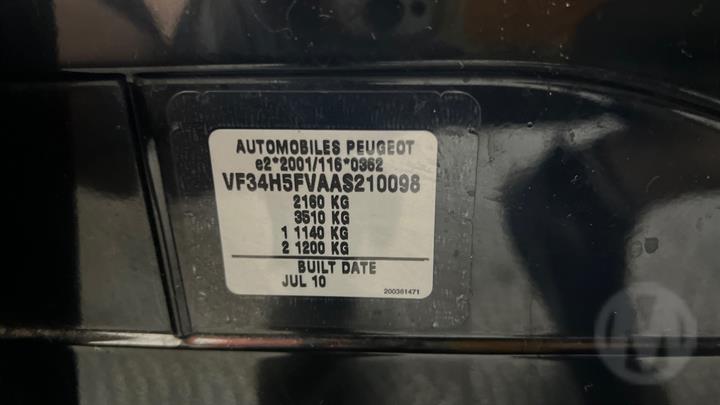 AUTOMOBILES PEUGEOT
e2*2001/116*0362
VF34H5FVAAS210098
2160 KG
3510 KG
1 1140 KG
2 1200 KG
BUILT DATE
JUL 10
200381471
M